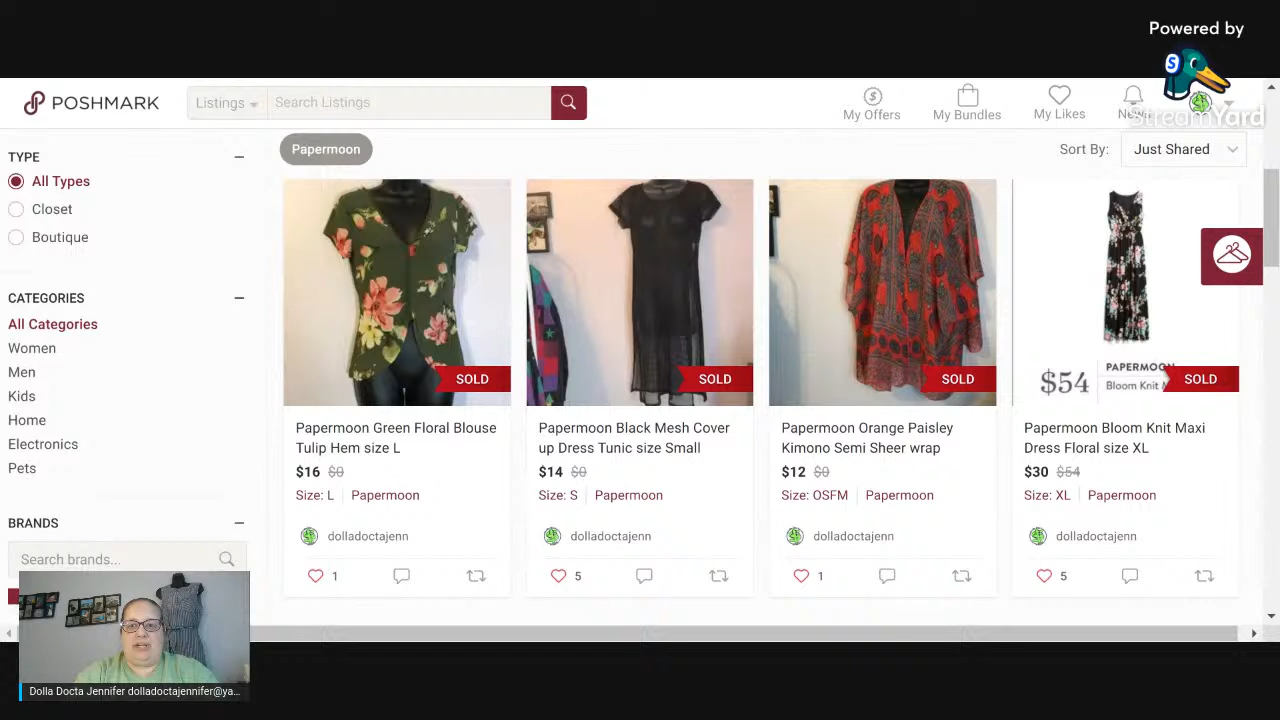 Powered by
StreamYard
POSHMARK
Listings
Search Listings
My Offers
My Bundles
My Likes
Papermoon
Sort By:
Just Shared
TYPE
All Types
Closet
Boutique
CATEGORIES
All Categories
Women
Men
Kids
Home
Electronics
Pets
BRANDS
Search brands...
SOLD
Papermoon Green Floral Blouse
Tulip Hem size L
$16 $0
Size: L Papermoon
dolladoctajenn
1
SOLD
Papermoon Black Mesh Cover
up Dress Tunic size Small
$14 $0
Size: S Papermoon
dolladoctajenn
5
SOLD
Papermoon Orange Paisley
Kimono Semi Sheer wrap
$12 $0
Size: OSFM Papermoon
dolladoctajenn
1
$54
PAPERMOON
Bloom Knit
SOLD
Papermoon Bloom Knit Maxi
Dress Floral size XL
$30 $54
Size: XL Papermoon
dolladoctajenn
5
Dolla Docta Jennifer dolladoctajennifer@ya...